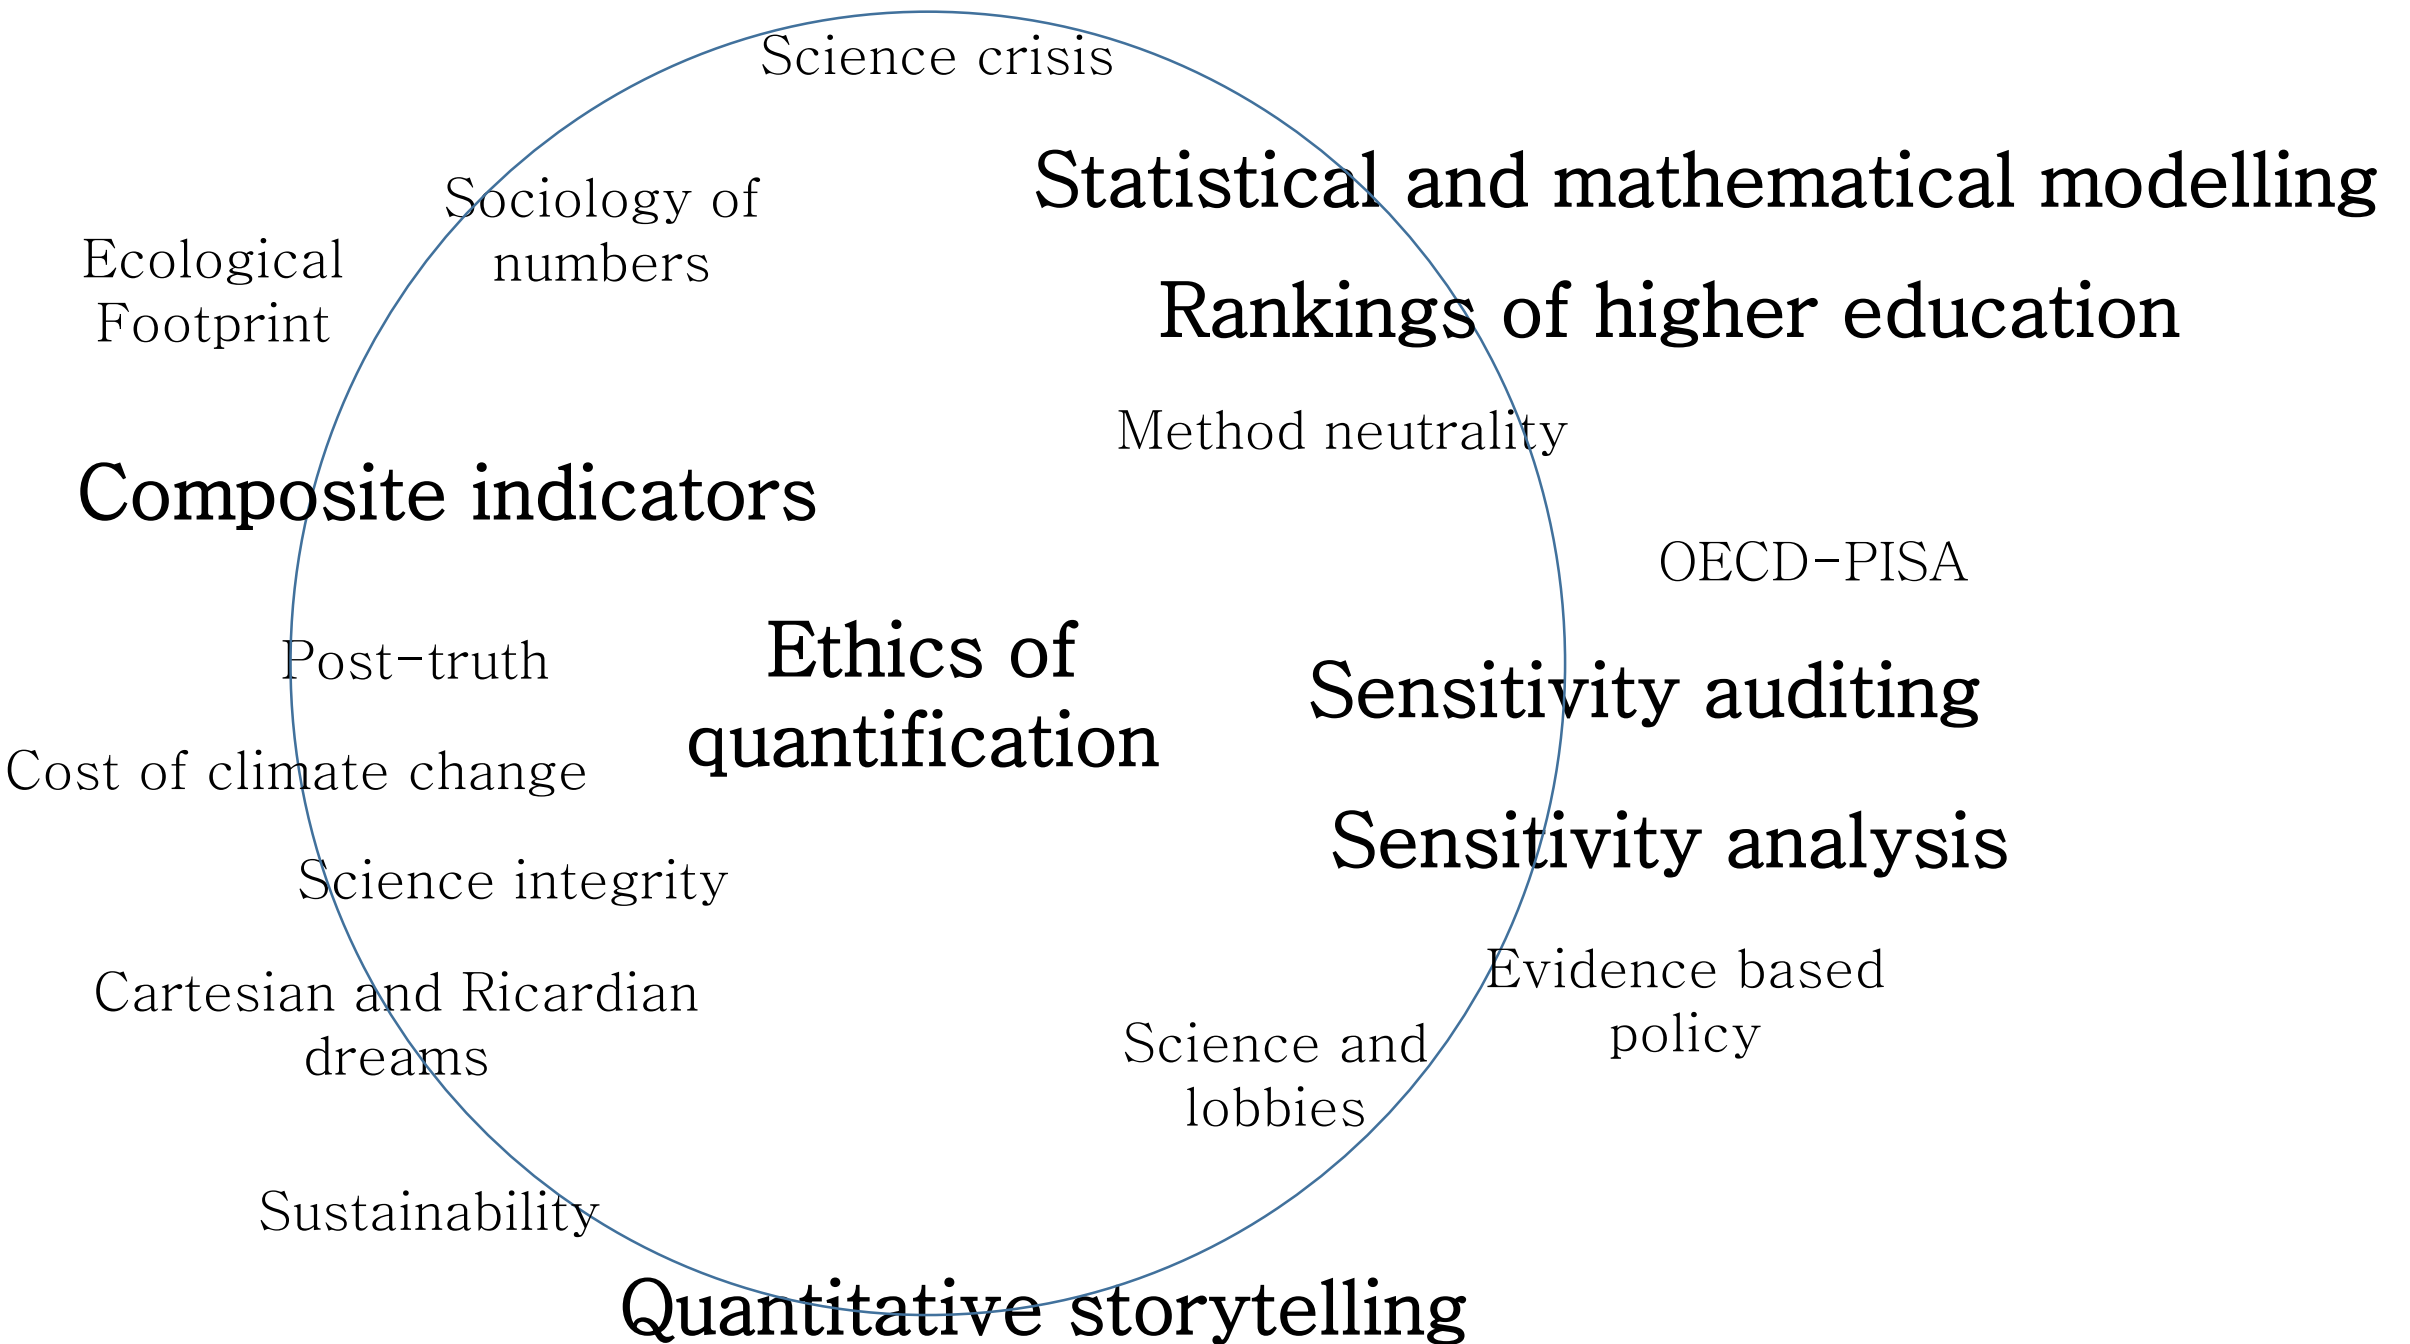 Science crisis
Statistical and mathematical modelling
Sociology of
numbers
Ecological
Footprint
Rankings of higher education
Method neutrality
Composite indicators
OECD-PISA
Ethics of
quantification
Post-truth
Sensitivity auditing
Cost of climate change
Sensitivity analysis
Science integrity
Cartesian and Ricardian
dreams
Evidence based
policy
Science and
lobbies
Sustainability
Quantitative storytelling